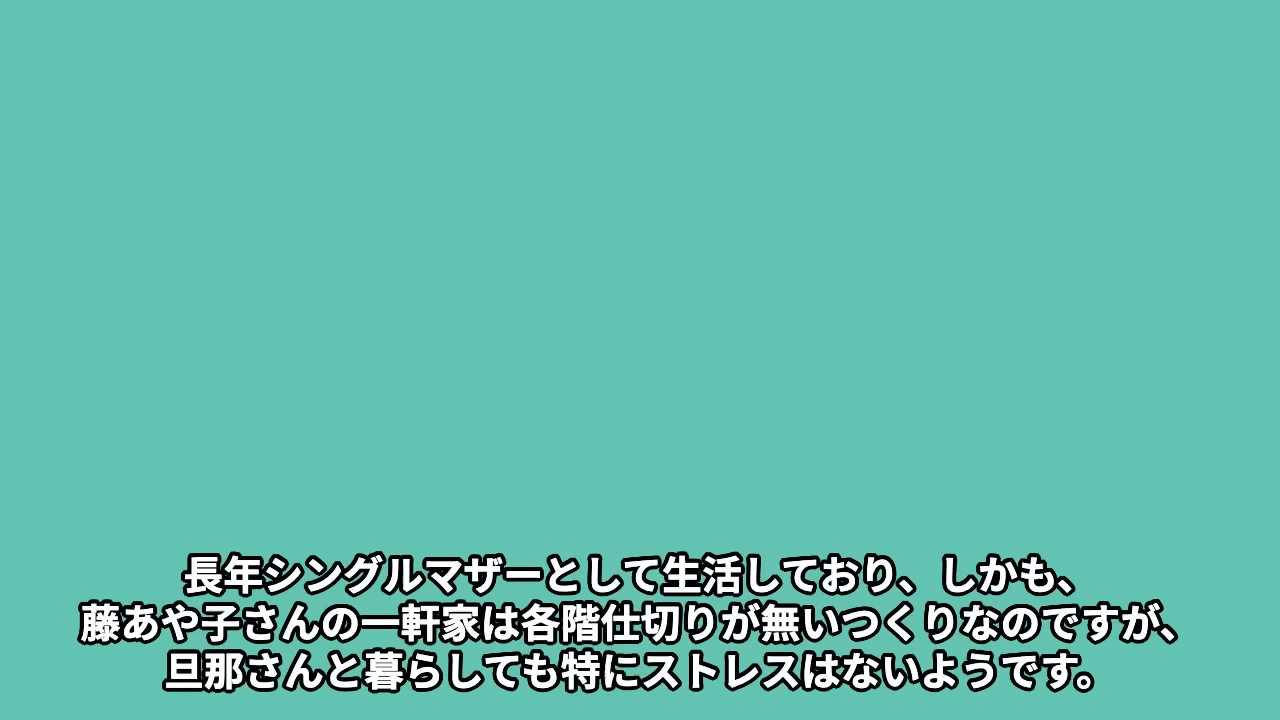 長年シングルマザーとして生活しており、しかも、
藤あや子さんの一軒家は各階仕切りが無いつくりなのですが、
旦那さんと暮らしても特にストレスはないようです。